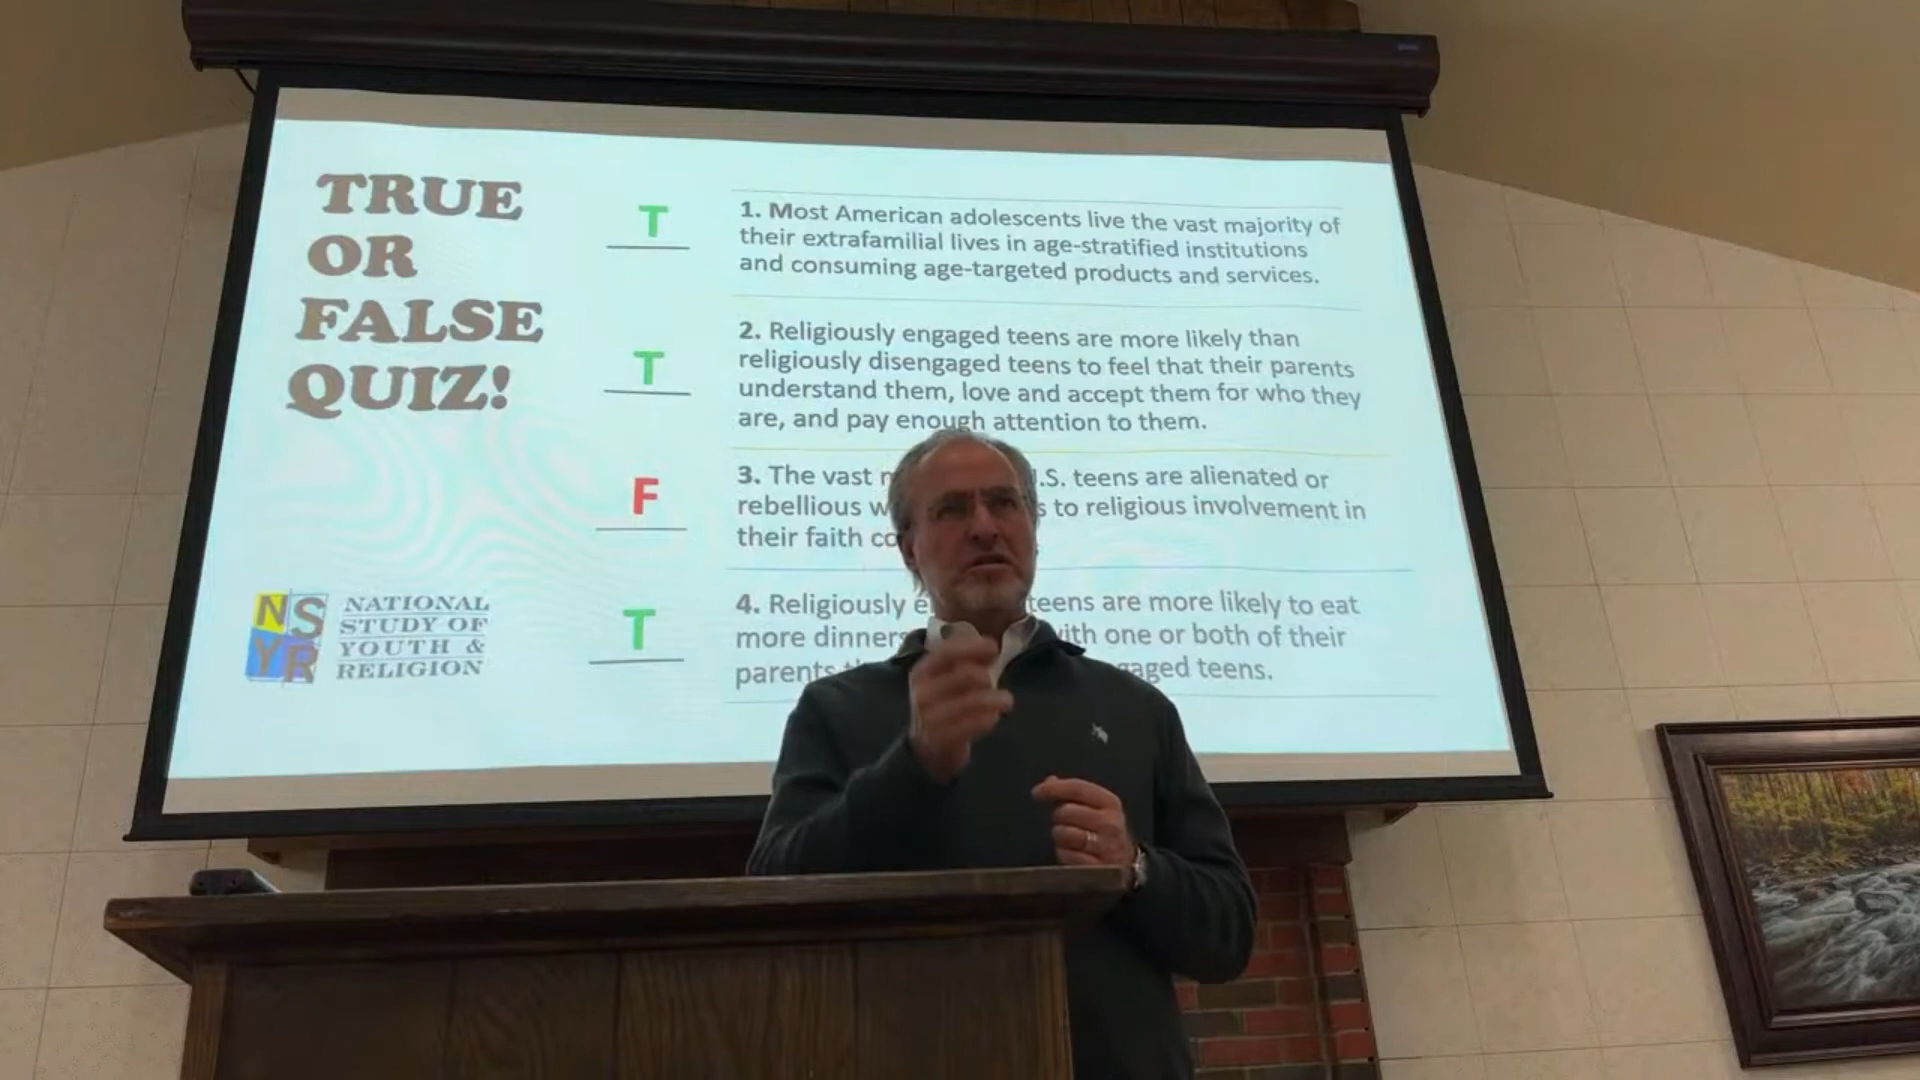 TRUE
OR
FALSE
QUIZ!
T
1. Most American adolescents live the vast majority of
their extrafamilial lives in age-stratified institutions
and consuming age-targeted products and services.
T
2. Religiously engaged teens are more likely than
religiously disengaged teens to feel that their parents
understand them, love and accept them for who they
are, and pay enough attention to them.
F
3. The vast U.S. teens are alienated or
rebellious to religious involvement in
their faith
T
4. Religiously teens are more likely to eat
more dinners with one or both of their
parents teens.
NSYR
NATIONAL
STUDY OF
YOUTH &
RELIGION